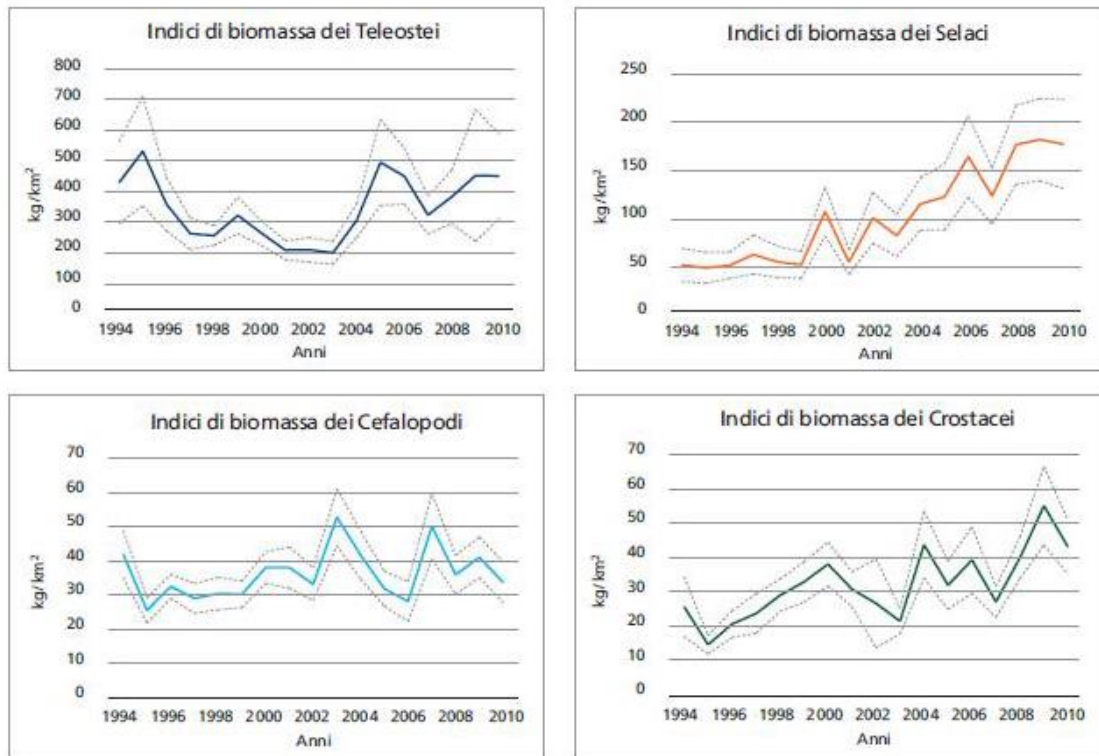 Indici di biomassa dei Teleostei
800
700
600
500
400
300
200
100
0
kg/km²
1994 1996 1998 2000 2002 2004 2006 2008 2010
Anni
Indici di biomassa dei Selaci
250
200
150
100
50
0
kg/km²
1994 1996 1998 2000 2002 2004 2006 2008 2010
Anni
Indici di biomassa dei Cefalopodi
70
60
50
40
30
20
10
0
kg/km²
1994 1996 1998 2000 2002 2004 2006 2008 2010
Anni
Indici di biomassa dei Crostacei
70
60
50
40
30
20
10
0
kg/km²
1994 1996 1998 2000 2002 2004 2006 2008 2010
Anni